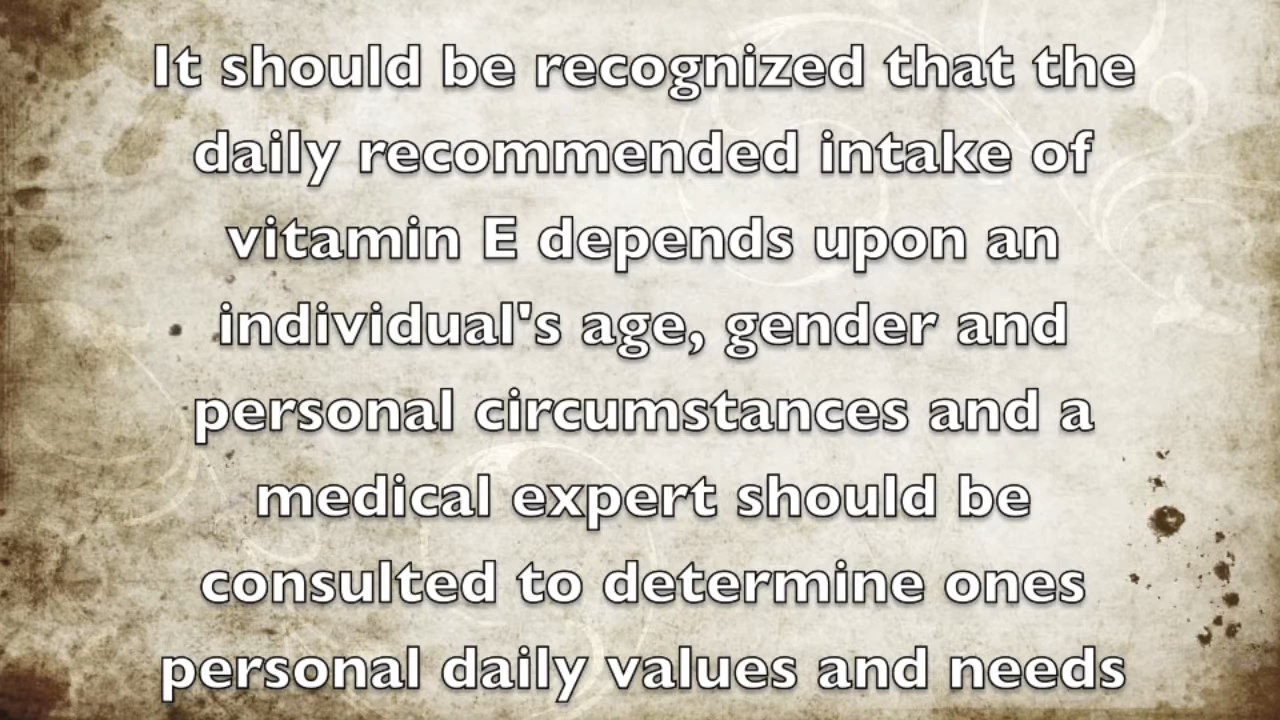 It should be recognized that the
daily recommended intake of
vitamin E depends upon an
individual's age, gender and
personal circumstances and a
medical expert should be
consulted to determine ones
personal daily values and needs